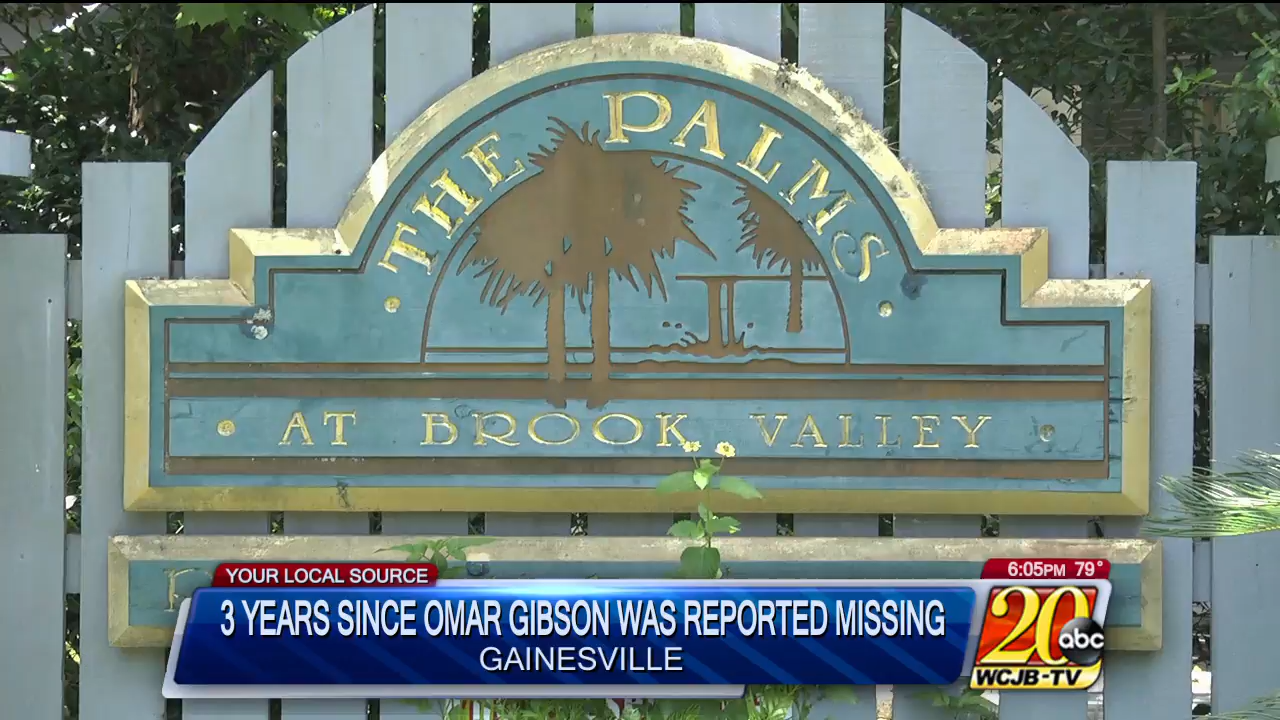 THE PALMS
AT BROOK VALLEY
YOUR LOCAL SOURCE
3 YEARS SINCE OMAR GIBSON WAS REPORTED MISSING
GAINESVILLE
6:05PM 79°
20
abc
WCJB-TV